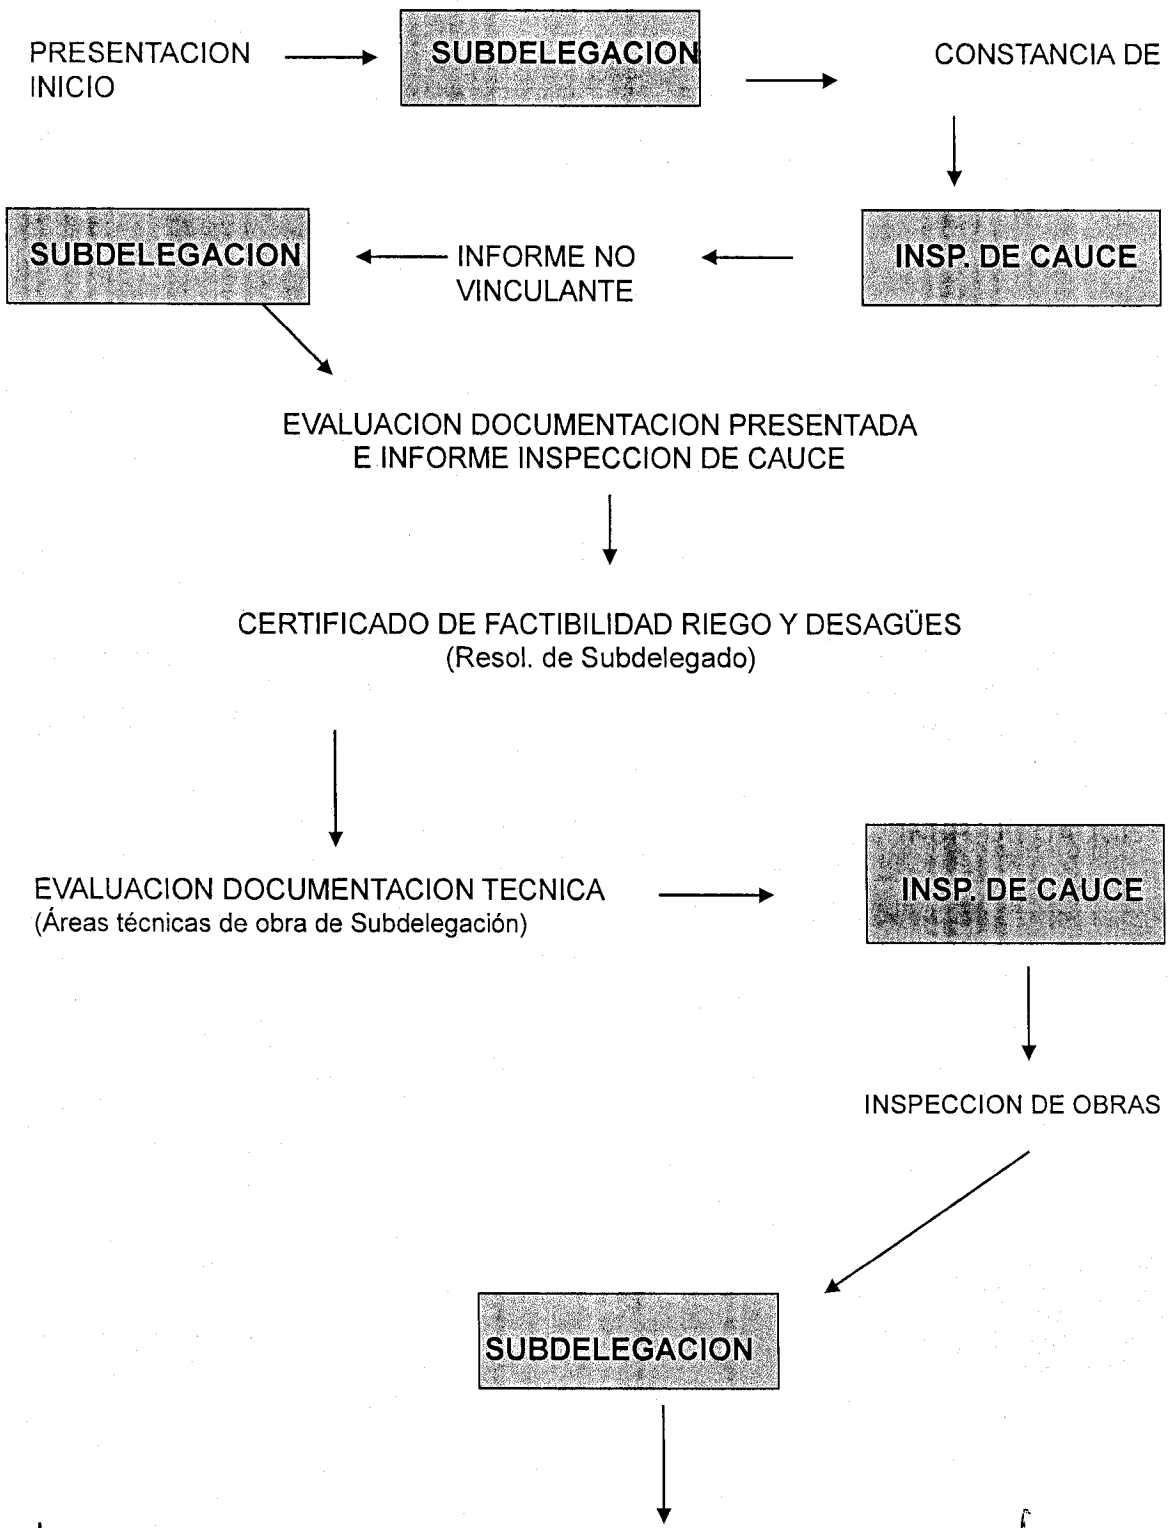 PRESENTACION
INICIO
SUBDELEGACION
CONSTANCIA DE
SUBDELEGACION
INFORME NO
VINCULANTE
INSP. DE CAUCE
EVALUACION DOCUMENTACION PRESENTADA
E INFORME INSPECCION DE CAUCE
CERTIFICADO DE FACTIBILIDAD RIEGO Y DESAGÜES
(Resol. de Subdelegado)
EVALUACION DOCUMENTACION TECNICA
(Áreas técnicas de obra de Subdelegación)
INSP. DE CAUCE
INSPECCION DE OBRAS
SUBDELEGACION